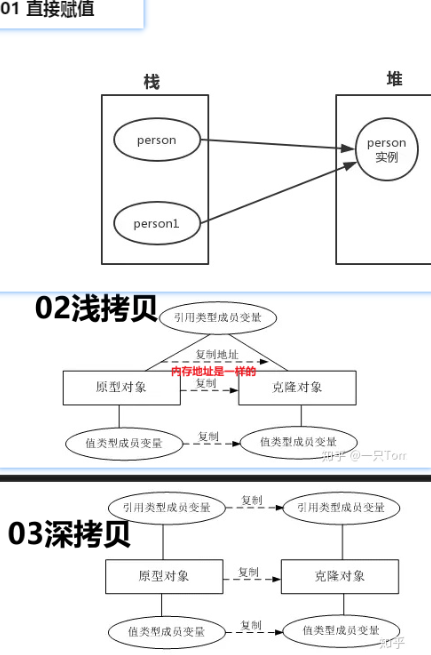 01 直接赋值
栈
堆
person
person
实例
person1
02浅拷贝
引用类型成员变量
复制地址
内存地址是一样的
原型对象
复制
克隆对象
值类型成员变量
复制
值类型成员变量
知乎 @一只Tom
引用类型成员变量
复制
引用类型成员变量
03深拷贝
原型对象
复制
克隆对象
值类型成员变量
复制
值类型成员变量
知乎